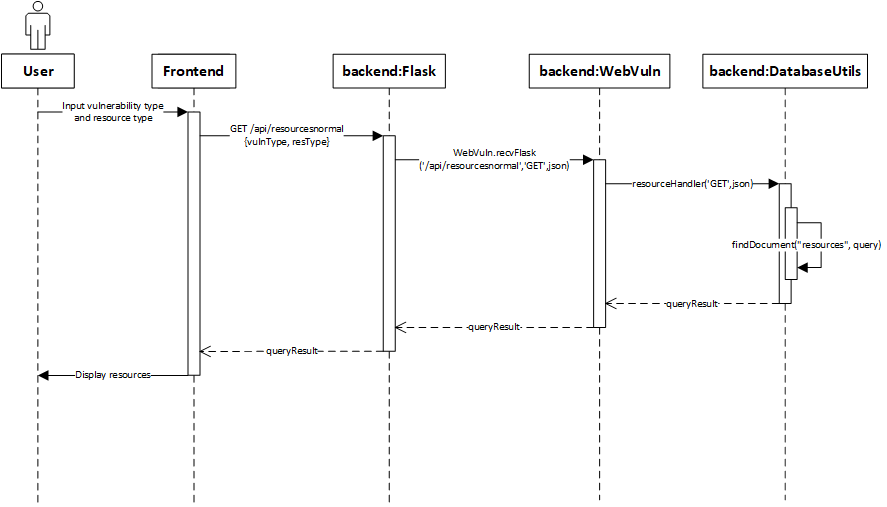 User
Frontend
backend:Flask
backend:WebVuln
backend:DatabaseUtils
Input vulnerability type
and resource type
GET /api/resourcesnormal
{vulnType, resType}
WebVuln.recvFlask
('/api/resourcesnormal','GET',json)
resourceHandler('GET',json)
findDocument("resources", query)
queryResult
queryResult
queryResult
Display resources